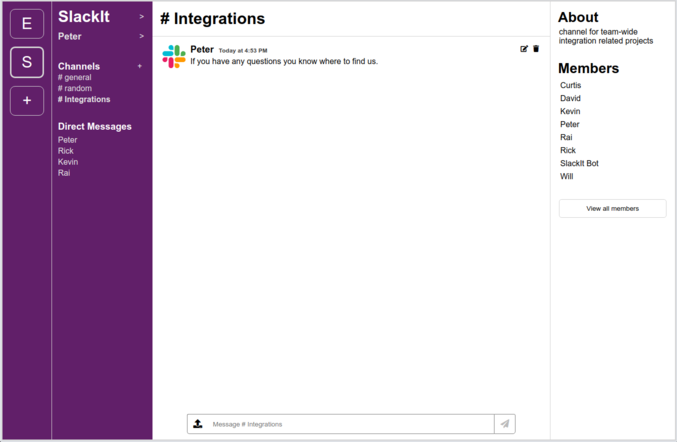 E
S
+
SlackIt >
Peter >
Channels +
# general
# random
# Integrations
Direct Messages
Peter
Rick
Kevin
Rai
# Integrations
Peter Today at 4:53 PM
If you have any questions you know where to find us.
Message # Integrations
About
channel for team-wide
integration related projects
Members
Curtis
David
Kevin
Peter
Rai
Rick
SlackIt Bot
Will
View all members